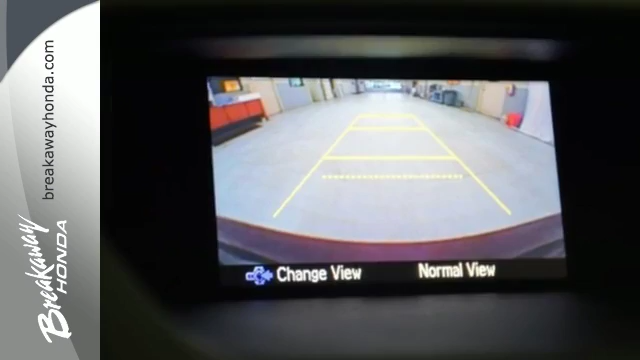 breakawayhonda.com
Breakaway
HONDA
Change View
Normal View